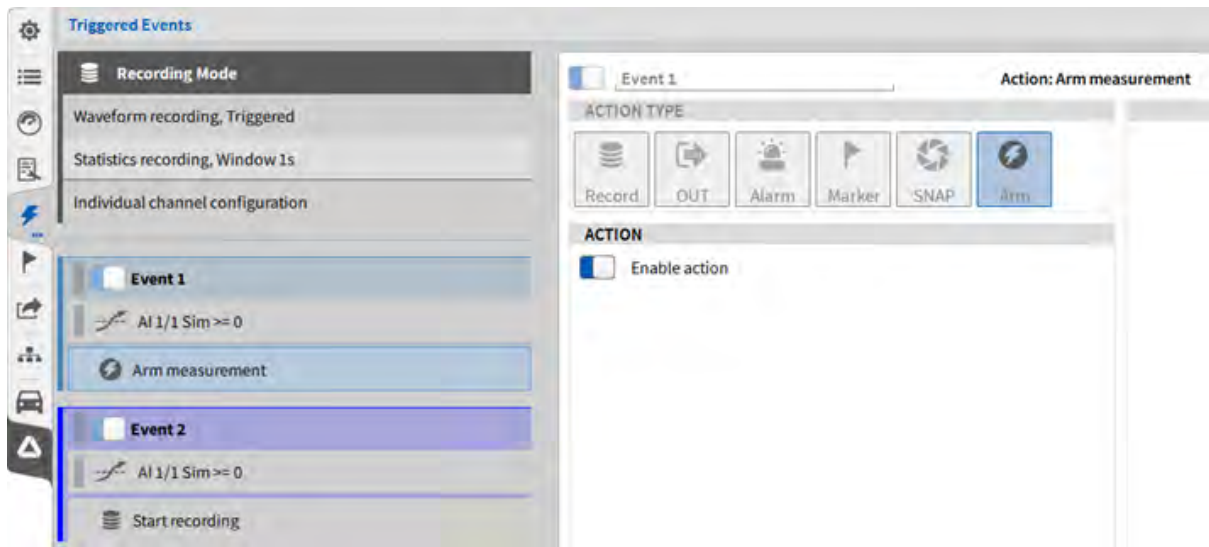 Triggered Events
Recording Mode
Waveform recording, Triggered
Statistics recording, Window 1s
Individual channel configuration
Event 1
AI 1/1 Sim >= 0
Arm measurement
Event 2
AI 1/1 Sim >= 0
Start recording
Event 1
Action: Arm measurement
ACTION TYPE
Record OUT Alarm Marker SNAP Arm
ACTION
Enable action